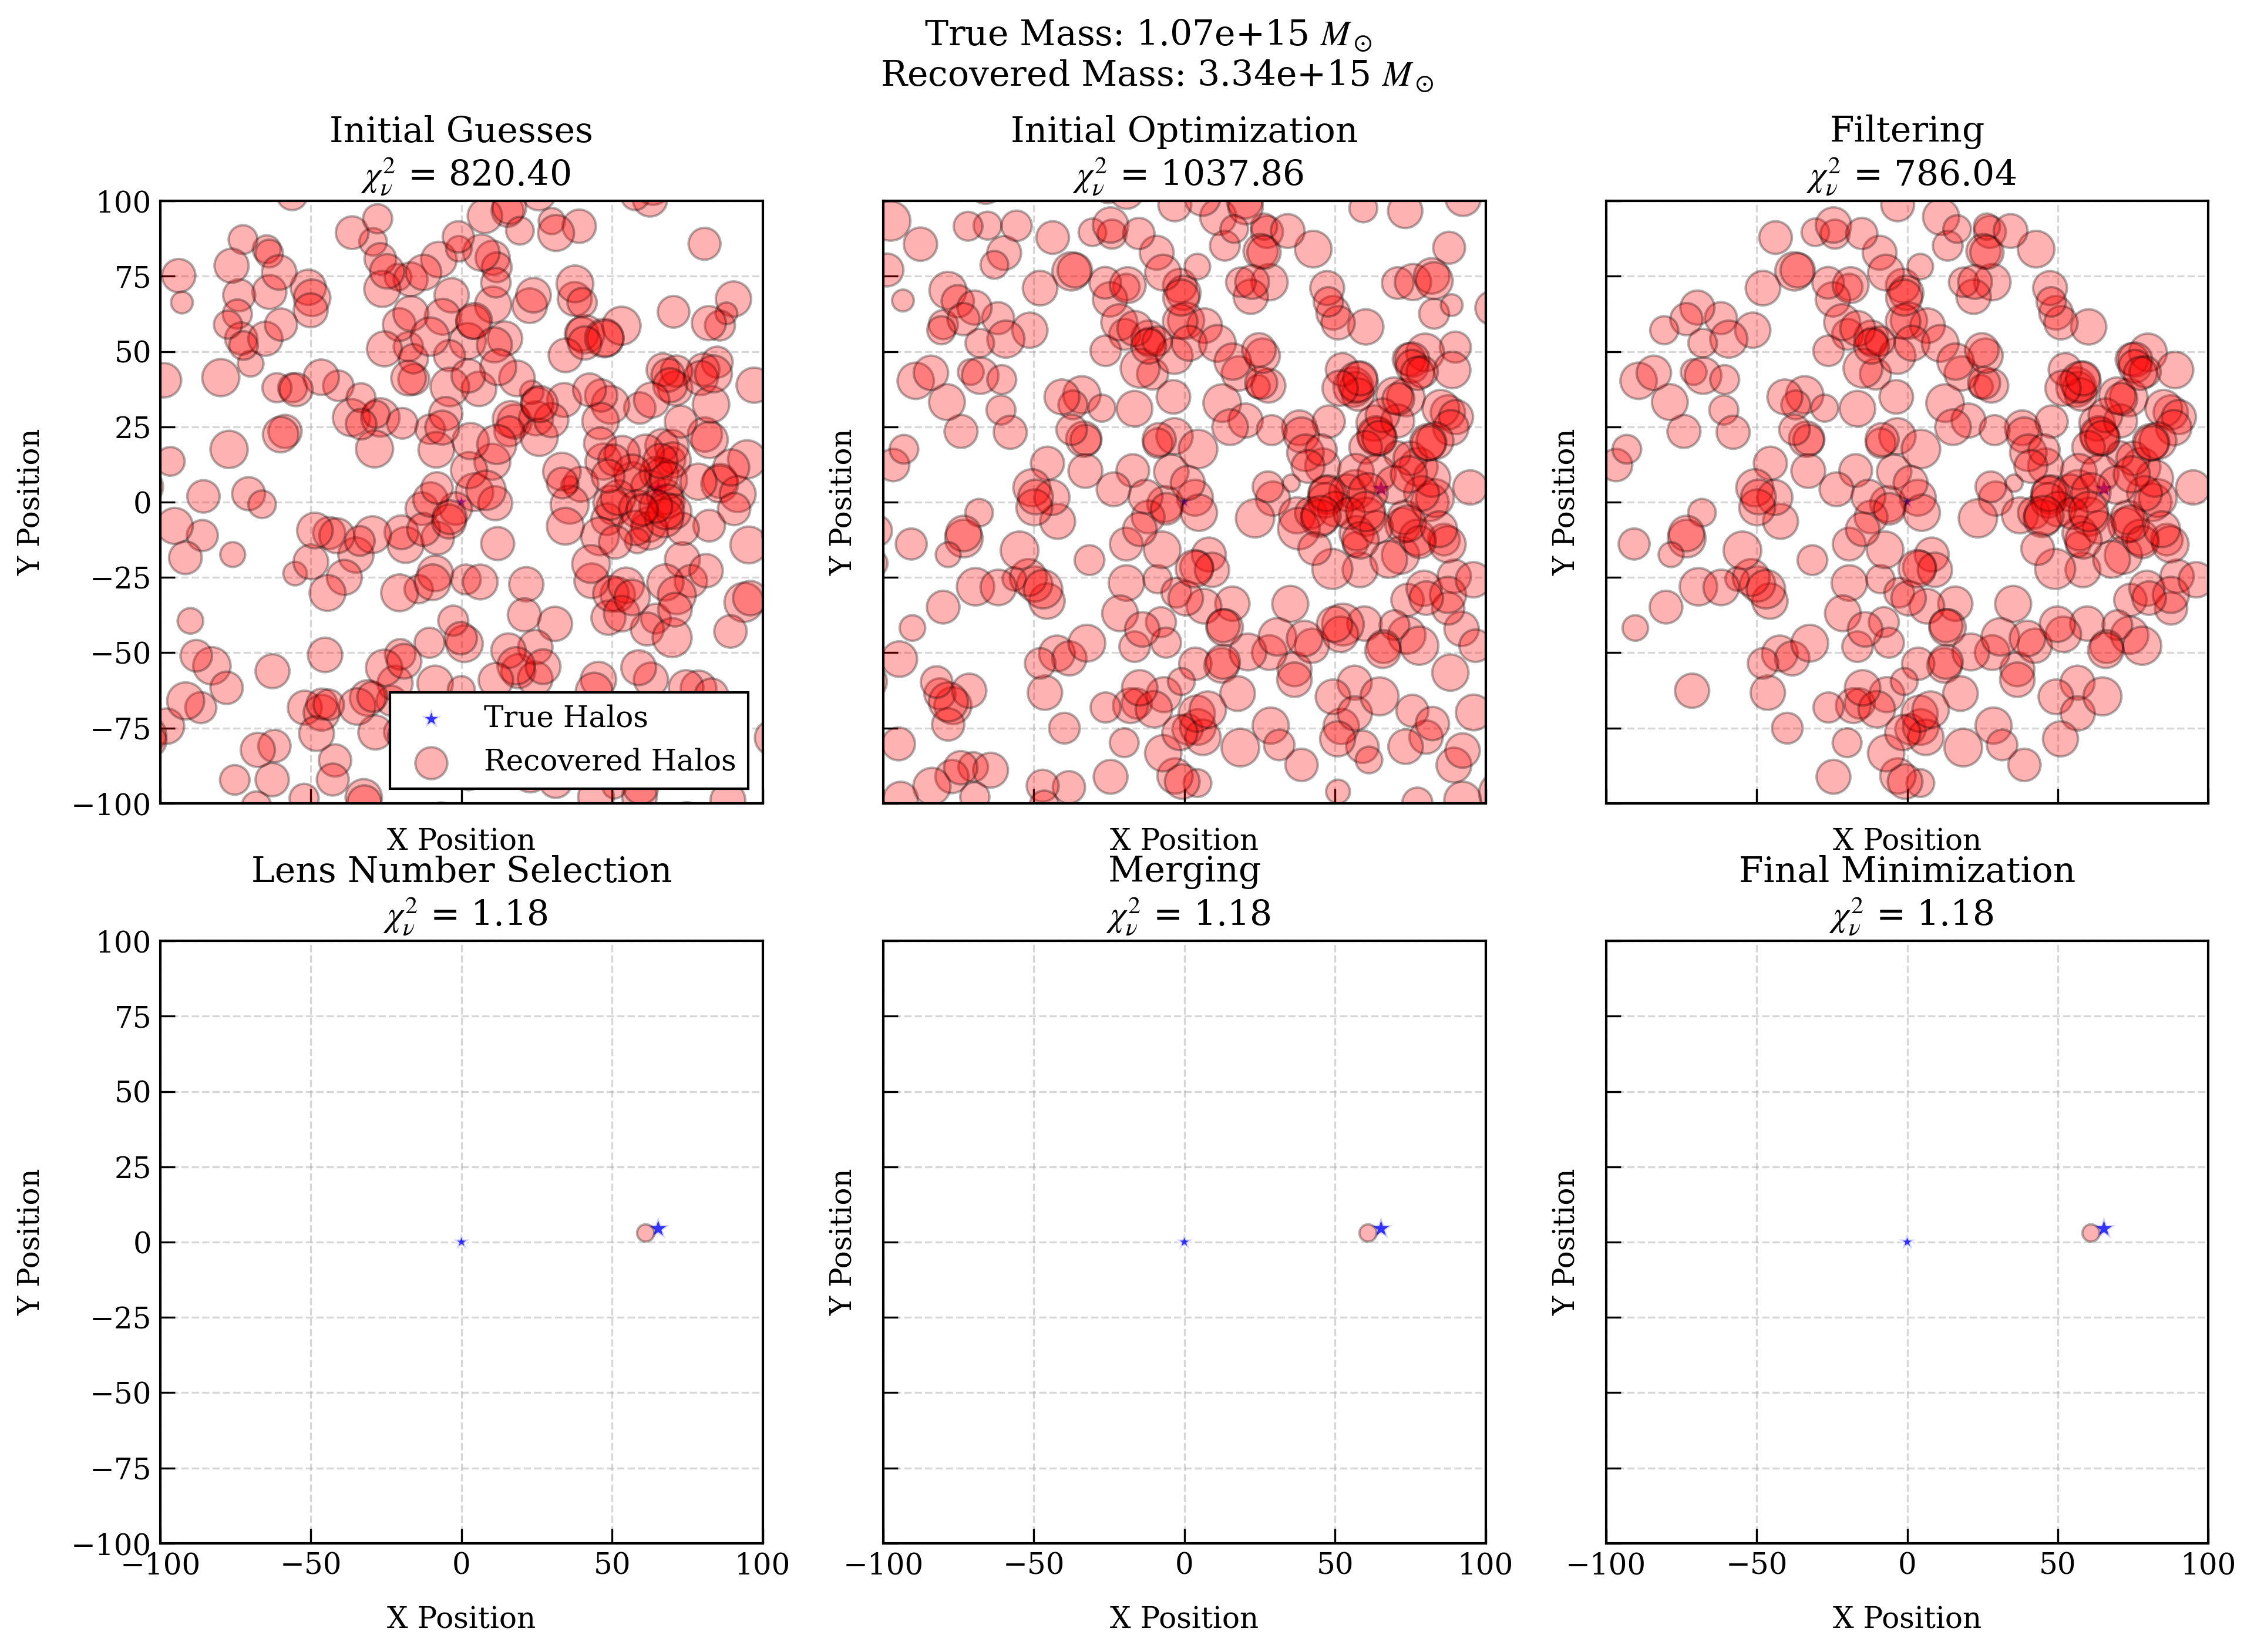 True Mass: 1.07e+15 M⊙
Recovered Mass: 3.34e+15 M⊙
Initial Guesses
χ²ν = 820.40
Initial Optimization
χ²ν = 1037.86
Filtering
χ²ν = 786.04
100
75
50
25
0
−25
−50
−75
−100
Y Position
Y Position
Y Position
True Halos
Recovered Halos
X Position
X Position
X Position
Lens Number Selection
χ²ν = 1.18
Merging
χ²ν = 1.18
Final Minimization
χ²ν = 1.18
100
75
50
25
0
−25
−50
−75
−100
Y Position
Y Position
Y Position
−100 −50 0 50 100
−100 −50 0 50 100
−100 −50 0 50 100
X Position
X Position
X Position